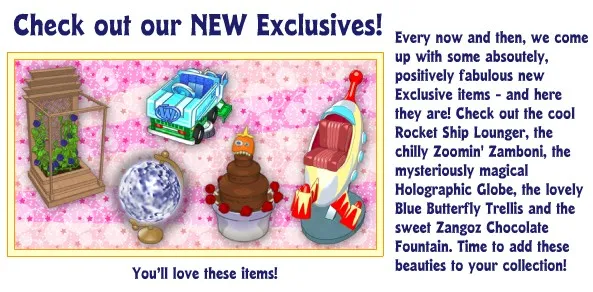 Check out our NEW Exclusives!
Every now and then, we come
up with some absoutely,
positively fabulous new
Exclusive items - and here
they are! Check out the cool
Rocket Ship Lounger, the
chilly Zoomin' Zamboni, the
mysteriously magical
Holographic Globe, the lovely
Blue Butterfly Trellis and the
sweet Zangoz Chocolate
Fountain. Time to add these
beauties to your collection!
You'll love these items!